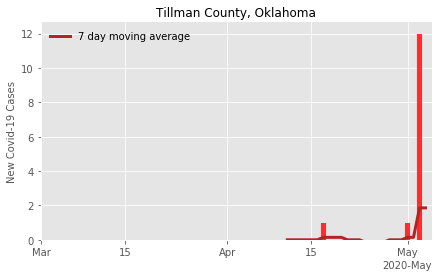 Tillman County, Oklahoma
7 day moving average
New Covid-19 Cases
12
10
8
6
4
2
0
Mar
15
Apr
15
May
2020-May